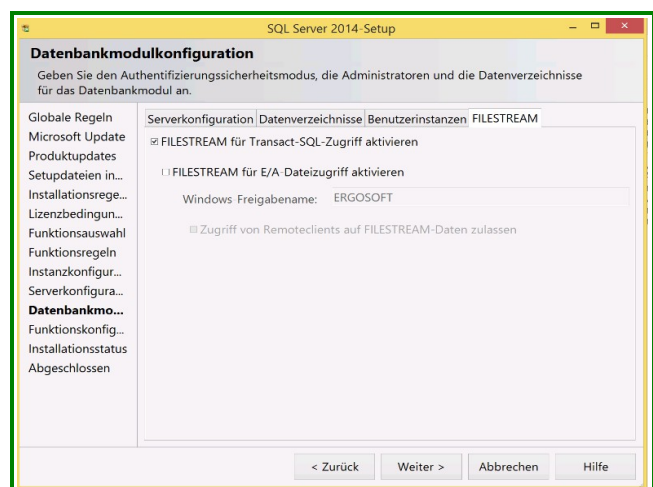 SQL Server 2014-Setup
Datenbankmodulkonfiguration
Geben Sie den Authentifizierungssicherheitsmodus, die Administratoren und die Datenverzeichnisse
für das Datenbankmodul an.
Globale Regeln
Microsoft Update
Produktupdates
Setupdateien in...
Installationsrege...
Lizenzbedingun...
Funktionsauswahl
Funktionsregeln
Instanzkonfigur...
Serverkonfigura...
Datenbankmo...
Funktionskonfig...
Installationsstatus
Abgeschlossen
Serverkonfiguration Datenverzeichnisse Benutzerinstanzen FILESTREAM
FILESTREAM für Transact-SQL-Zugriff aktivieren
FILESTREAM für E/A-Dateizugriff aktivieren
Windows-Freigabename: ERGOSOFT
Zugriff von Remoteclients auf FILESTREAM-Daten zulassen
< Zurück Weiter > Abbrechen Hilfe